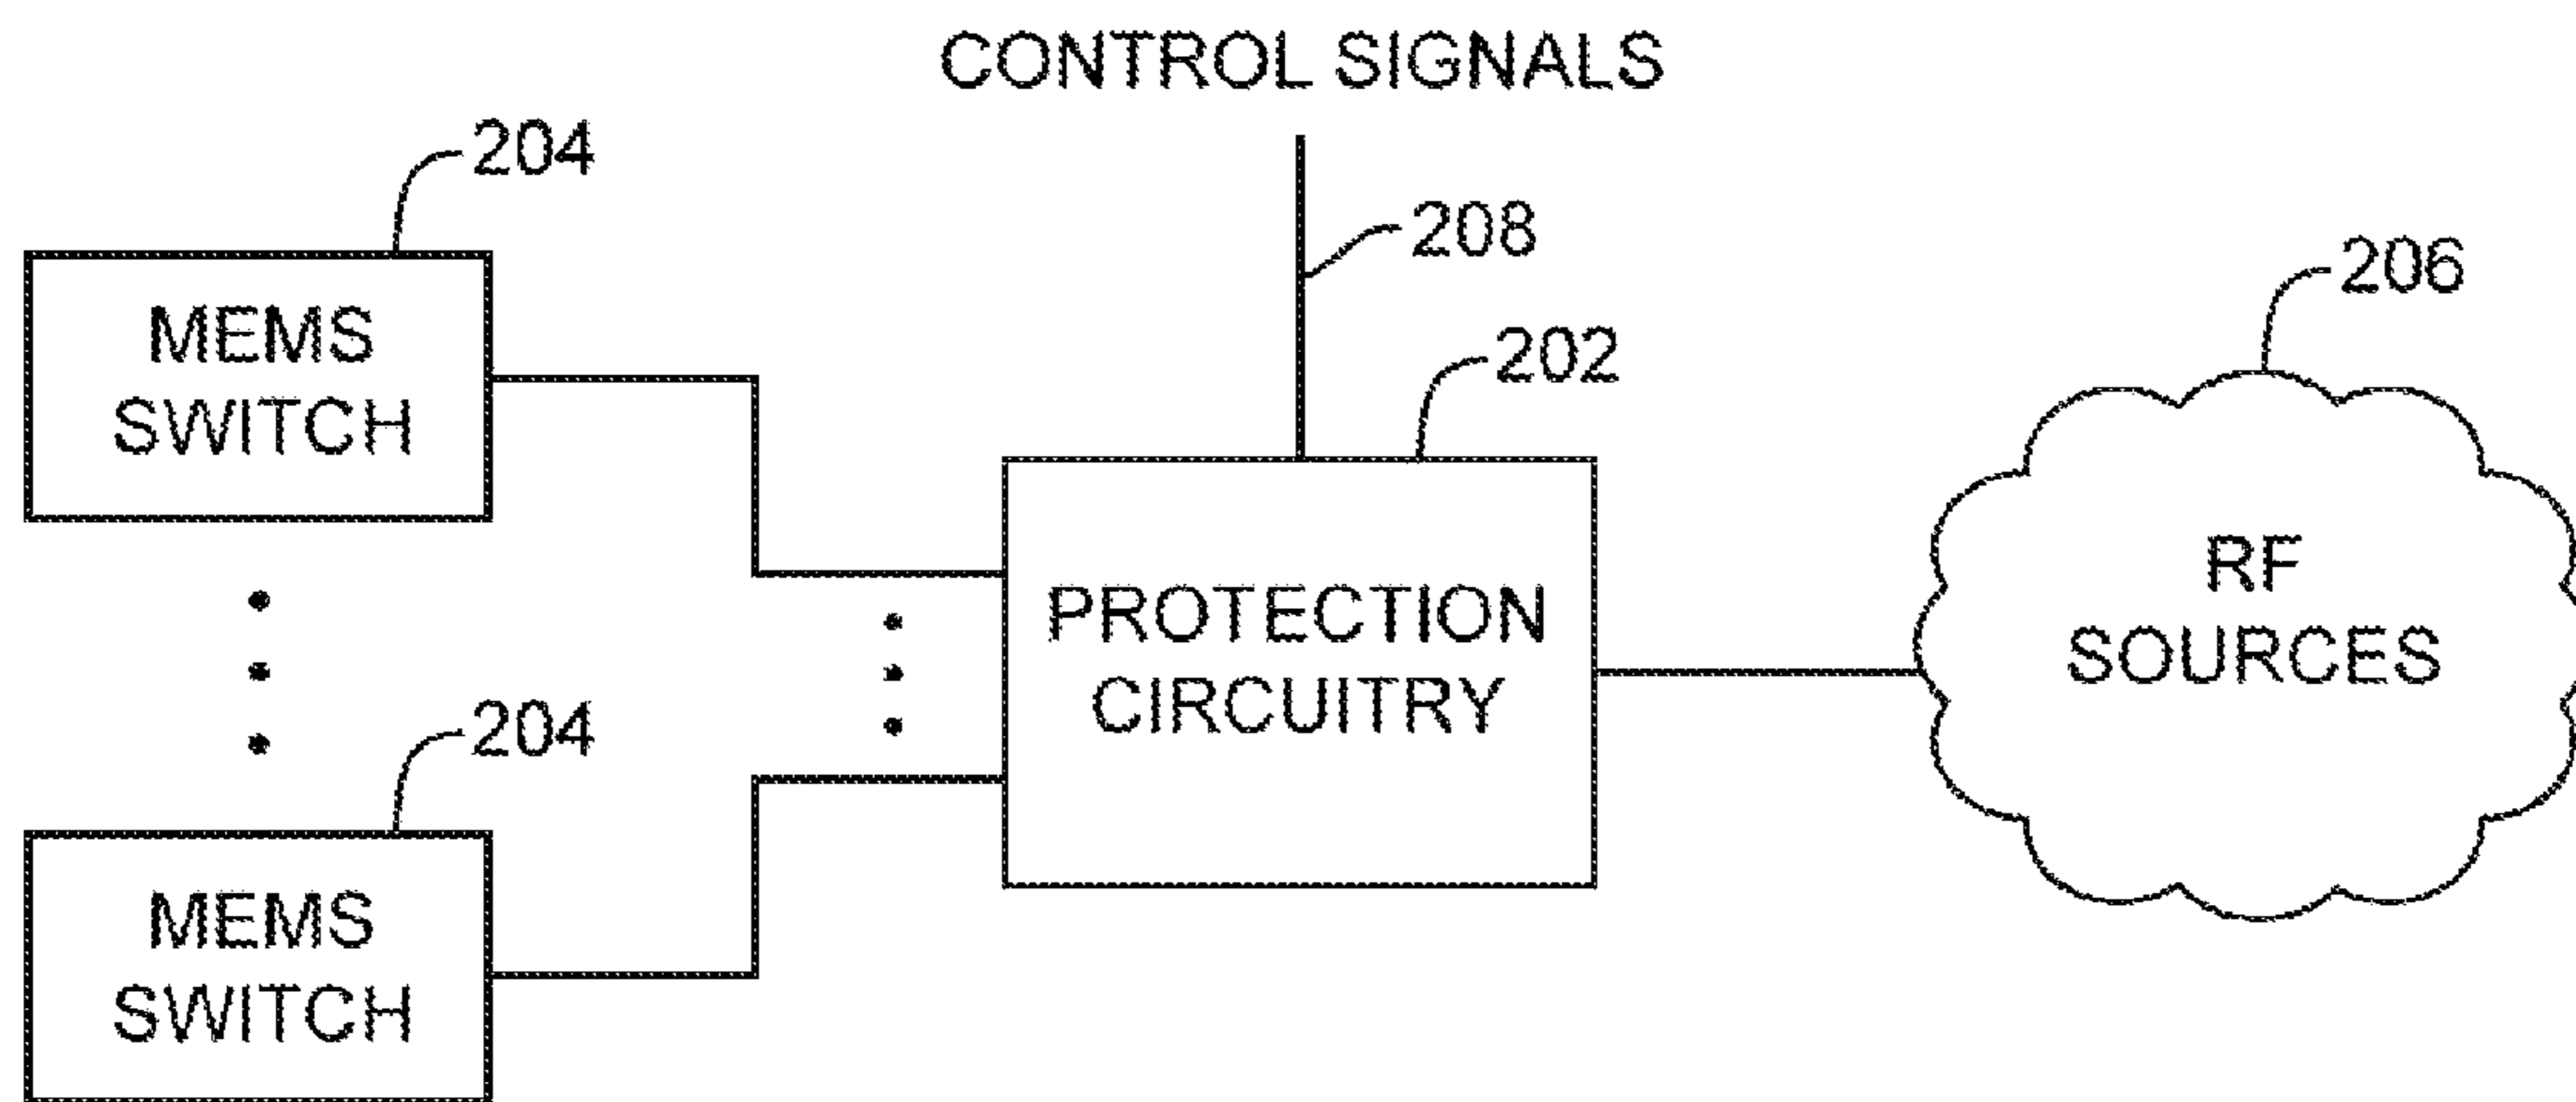 CONTROL SIGNALS
204
208
206
MEMS
SWITCH
202
RF
SOURCES
PROTECTION
CIRCUITRY
204
MEMS
SWITCH